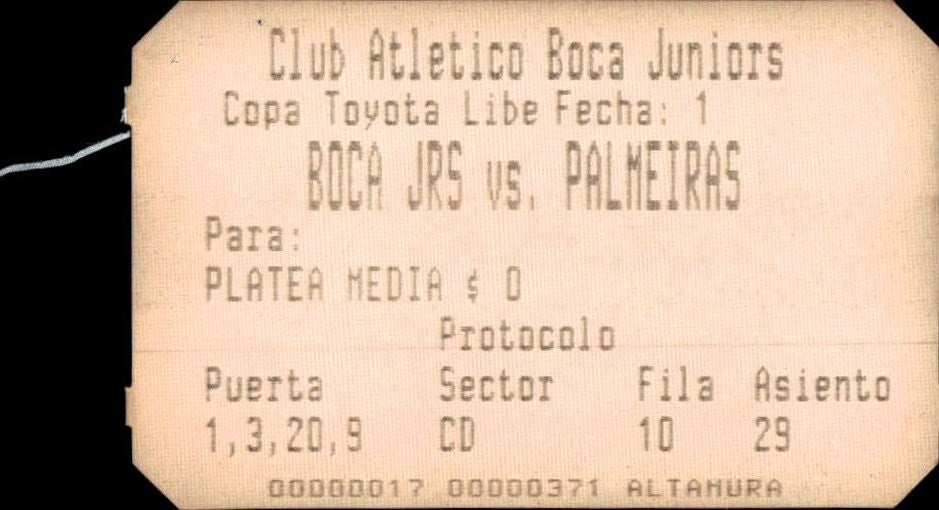 Club Atletico Boca Juniors
Copa Toyota Libe Fecha: 1
BOCA JRS vs. PALMEIRAS
Para:
PLATEA MEDIA $ 0
Protocolo
Puerta Sector Fila Asiento
1,3,20,9 CD 10 29
00000017 00000371 ALTAMURA